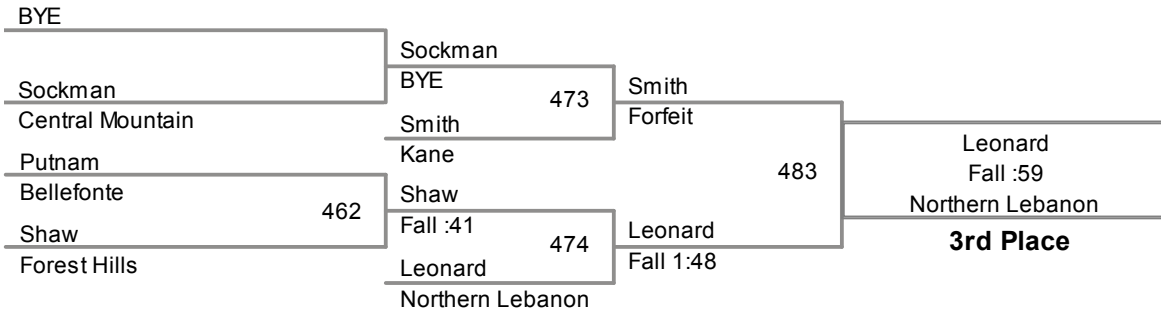 BYE
Sockman
Central Mountain
Putnam
Bellefonte
462
Shaw
Forest Hills
Sockman
BYE
473
Smith
Kane
Shaw
Fall :41
474
Leonard
Northern Lebanon
Smith
Forfeit
483
Leonard
Fall 1:48
Leonard
Fall :59
Northern Lebanon
3rd Place